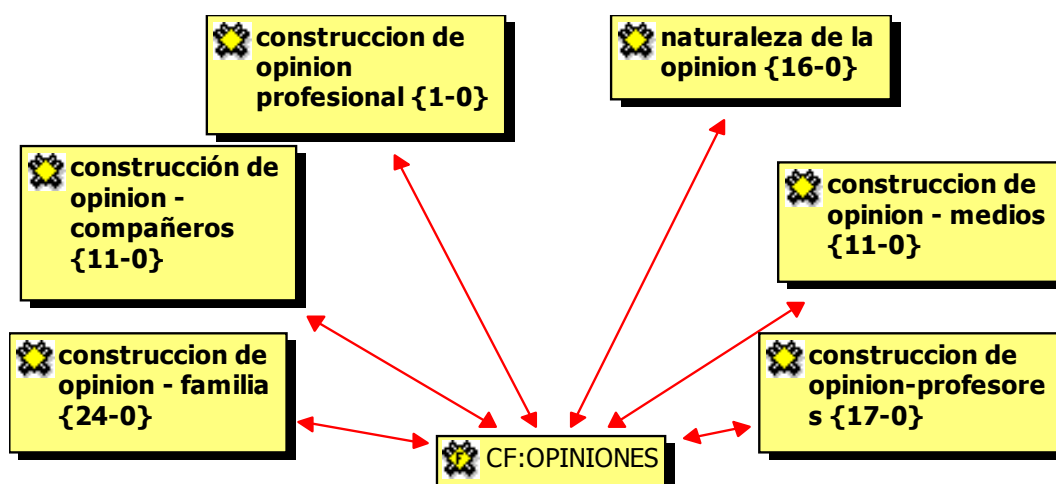 construccion de
opinion
profesional {1-0}
naturaleza de la
opinion {16-0}
construcción de
opinion -
compañeros
{11-0}
construccion de
opinion - medios
{11-0}
construccion de
opinion - familia
{24-0}
construccion de
opinion-profesore
s {17-0}
CF:OPINIONES